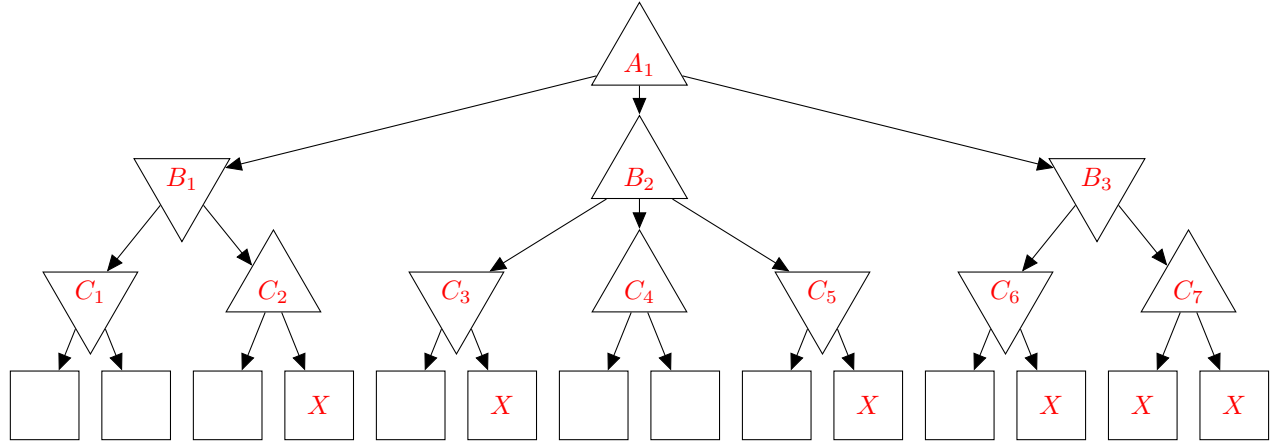 A₁
B₁ B₂ B₃
C₁ C₂ C₃ C₄ C₅ C₆ C₇
X X X X X X